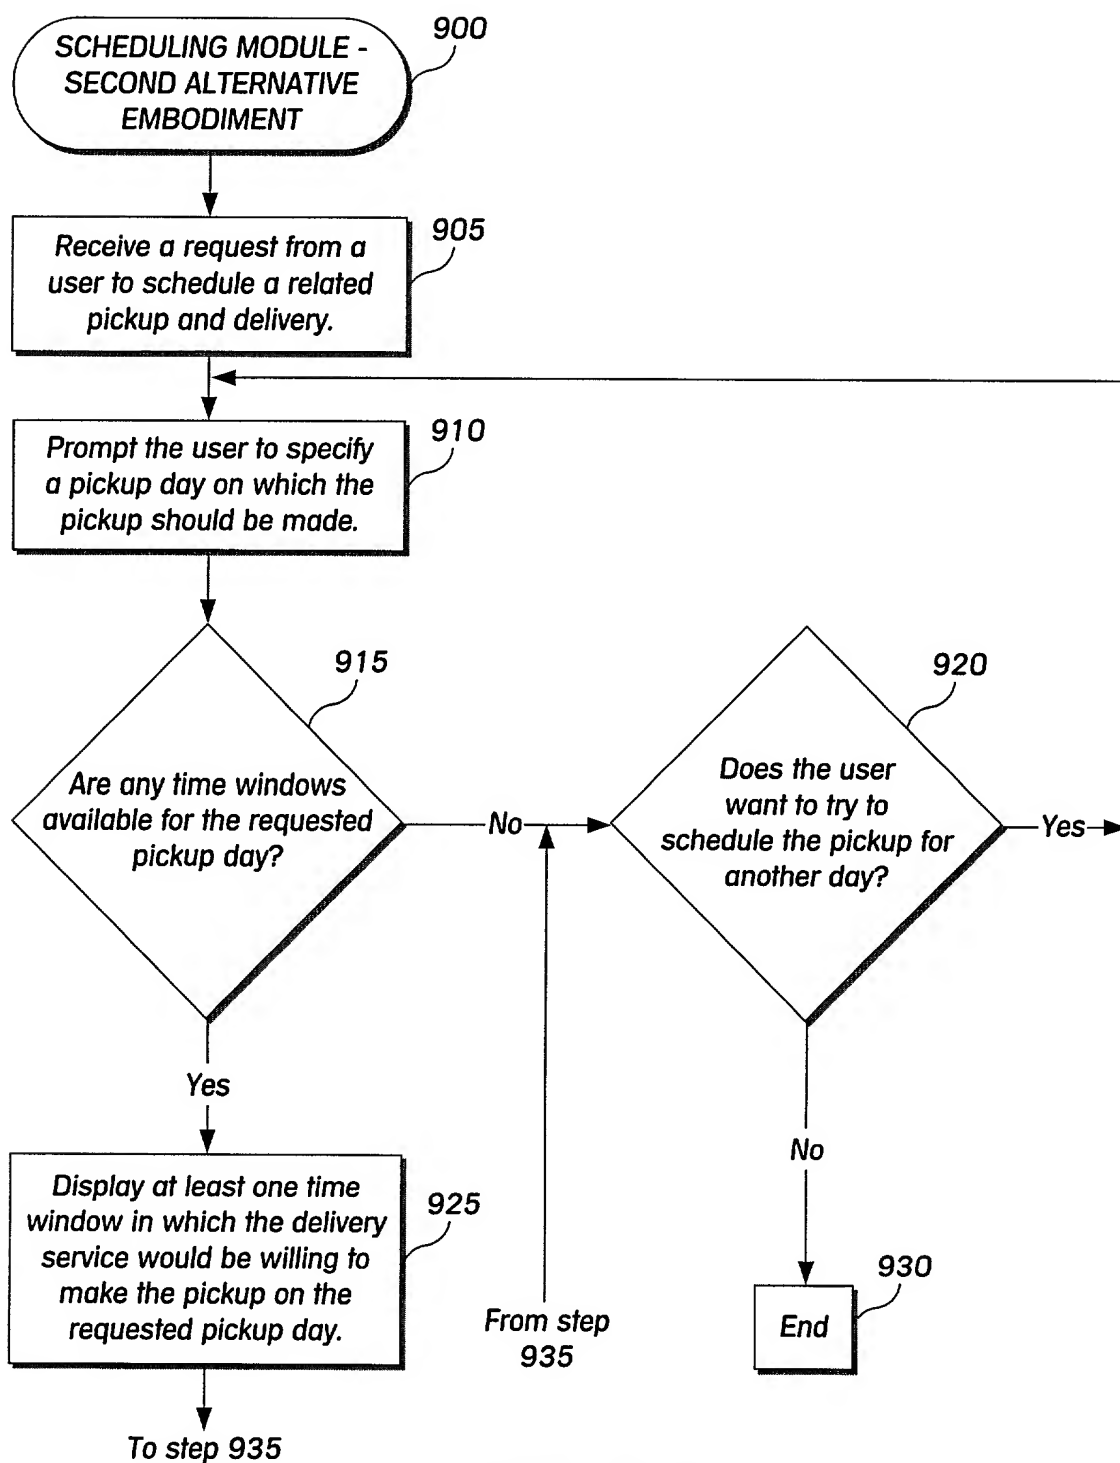 SCHEDULING MODULE -
SECOND ALTERNATIVE
EMBODIMENT
900
Receive a request from a
user to schedule a related
pickup and delivery.
905
Prompt the user to specify
a pickup day on which the
pickup should be made.
910
Are any time windows
available for the requested
pickup day?
915
No
Does the user
want to try to
schedule the pickup for
another day?
920
Yes
Yes
No
Display at least one time
window in which the delivery
service would be willing to
make the pickup on the
requested pickup day.
925
From step
935
End
930
To step 935